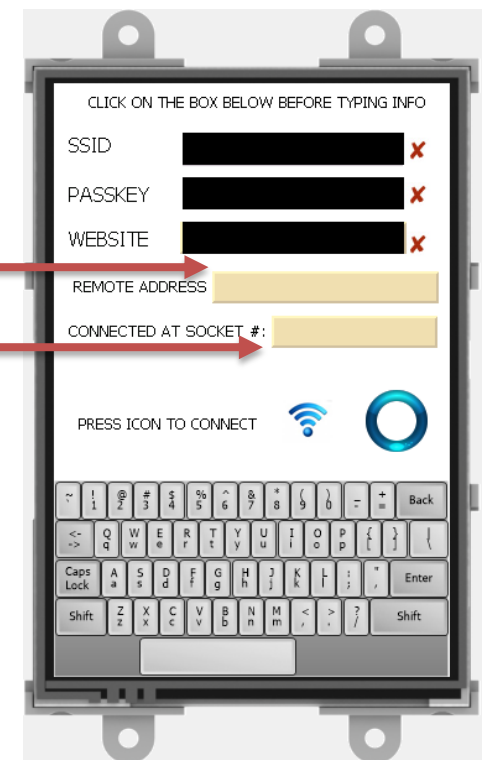 CLICK ON THE BOX BELOW BEFORE TYPING INFO
SSID
PASSKEY
WEBSITE
REMOTE ADDRESS
CONNECTED AT SOCKET #:
PRESS ICON TO CONNECT
~ ` ! 1 @ 2 # 3 $ 4 % 5 ^ 6 & 7 * 8 ( 9 ) 0 _ - + = Back
<- -> Q q W w E e R r T t Y y U u I i O o P p { [ } ] | \
Caps Lock A a S s D d F f G g H h J j K k L l : ; " ' Enter
Shift Z z X x C c V v B b N n M m < , > . ? / Shift